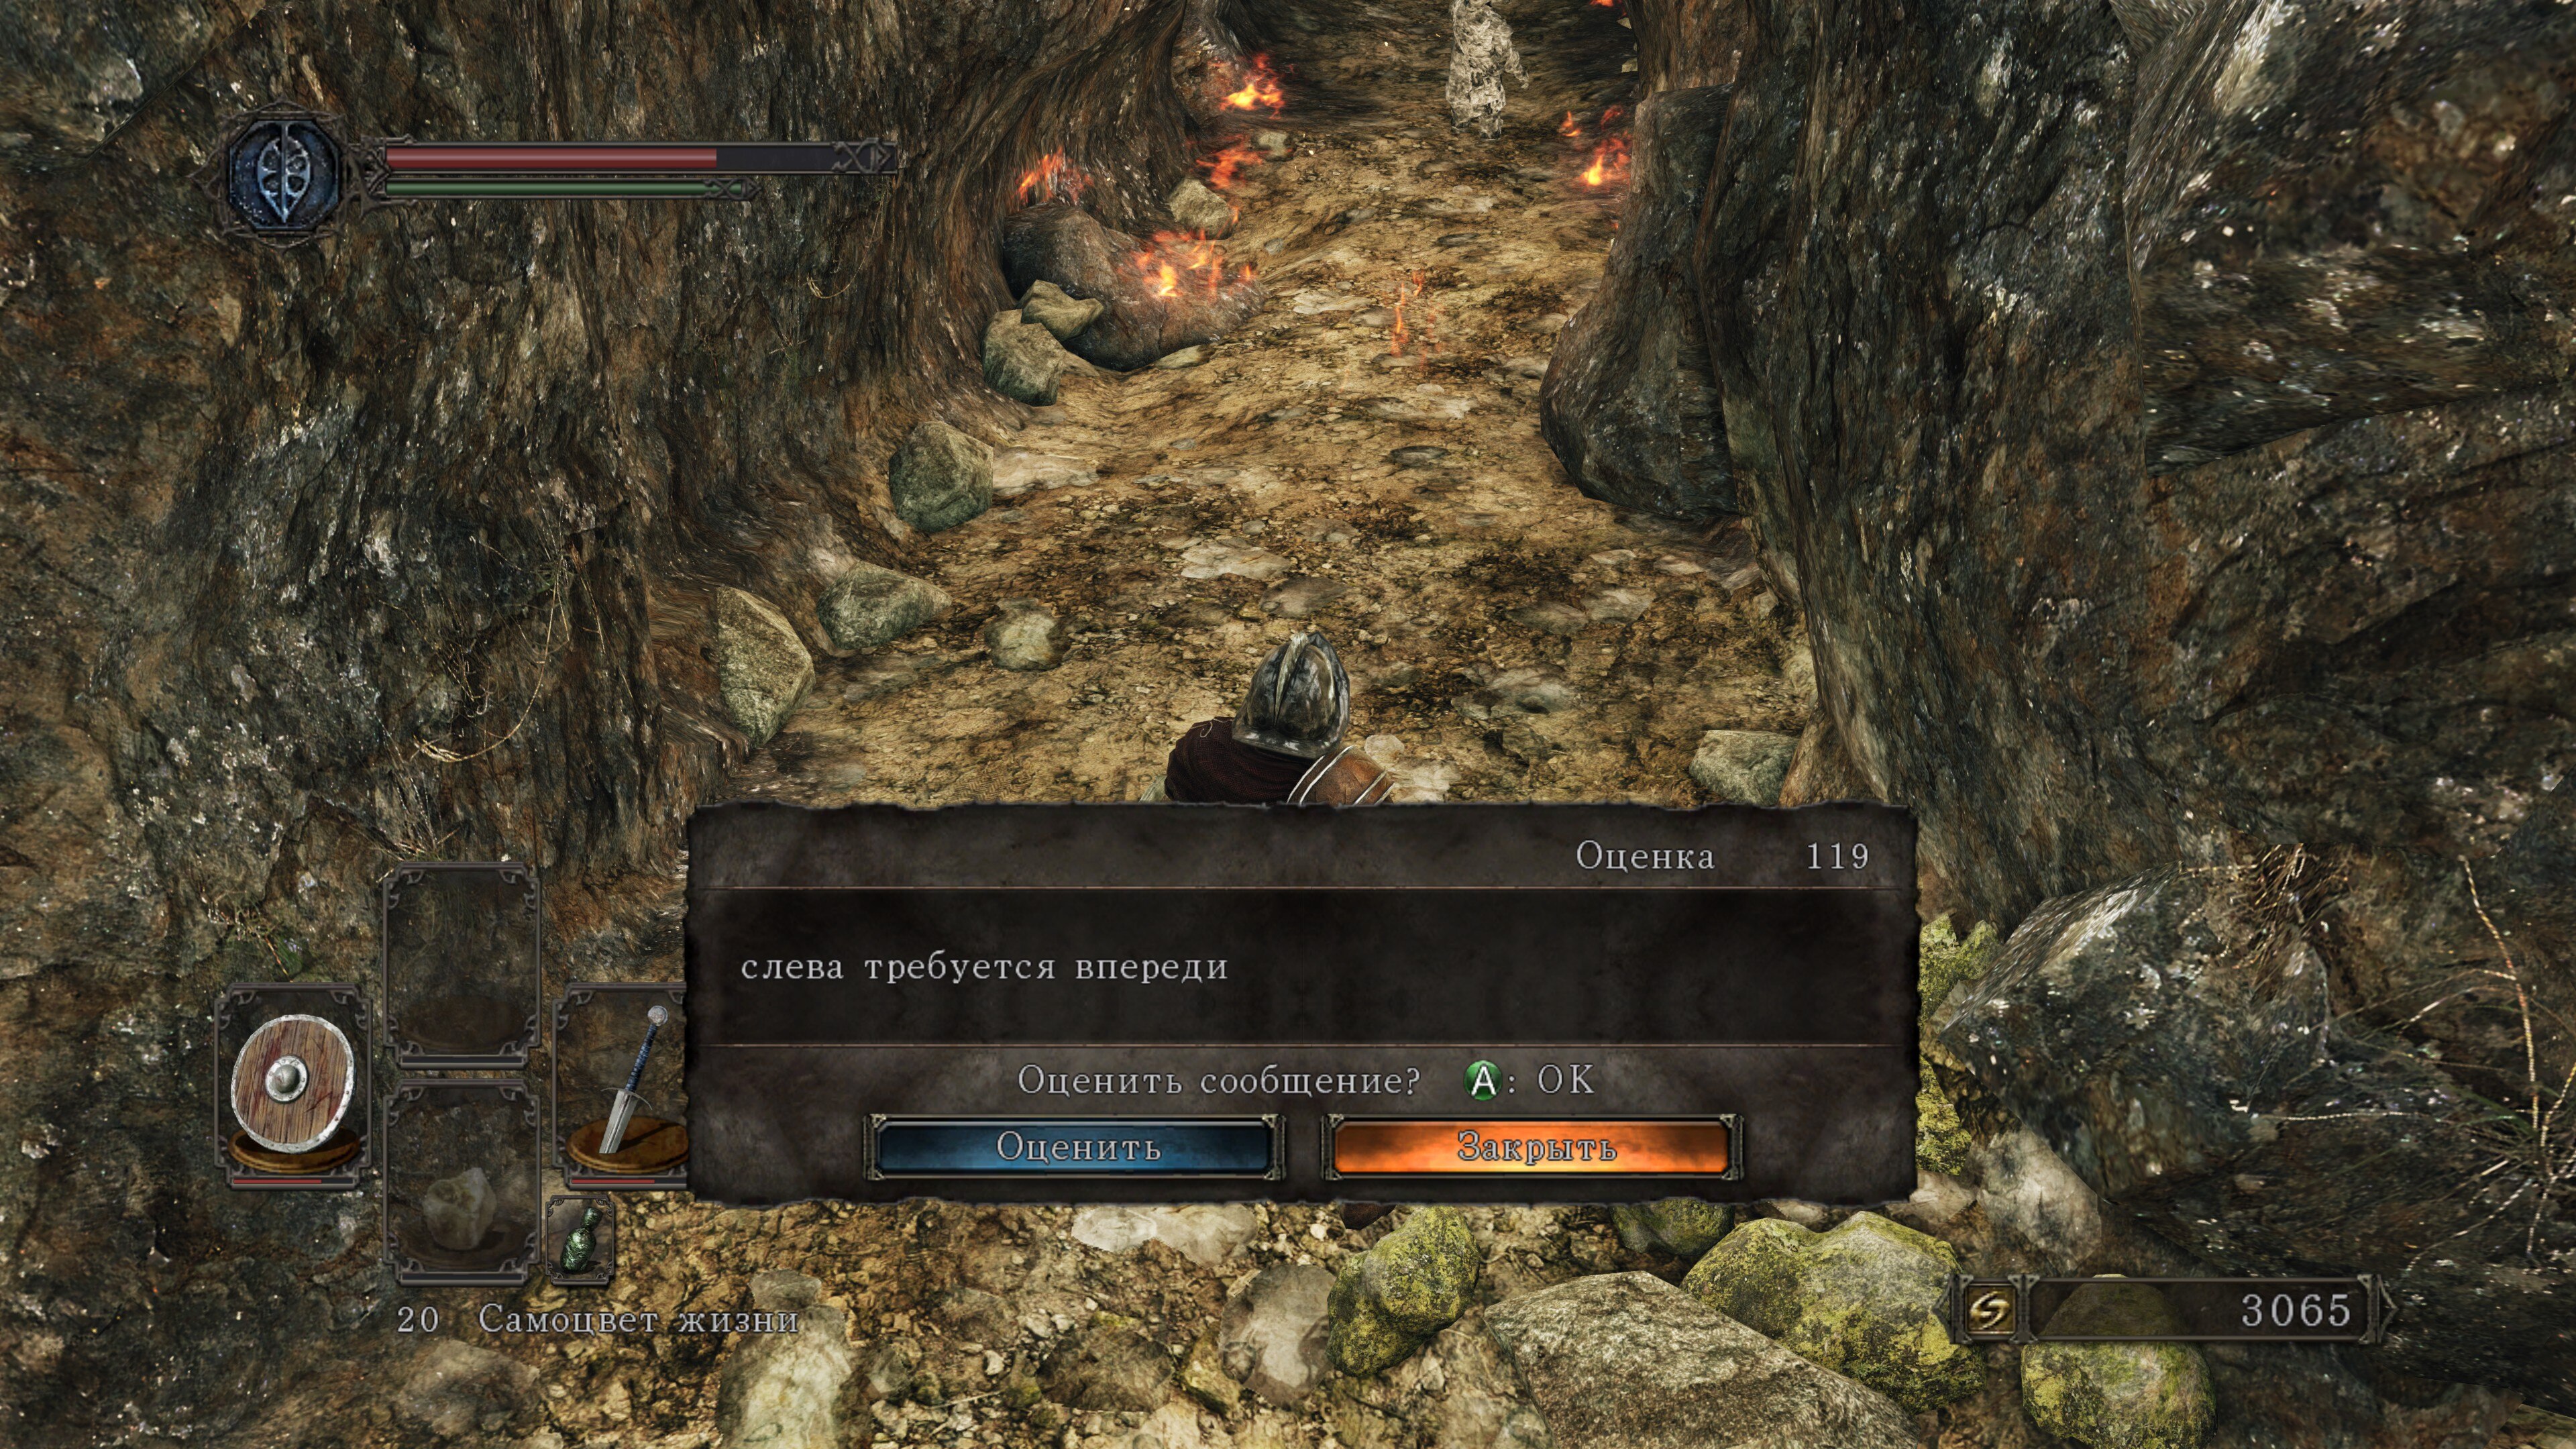 Оценка 119
слева требуется впереди
Оценить сообщение? A: OK
Оценить Закрыть
20 Самоцвет жизни
3065